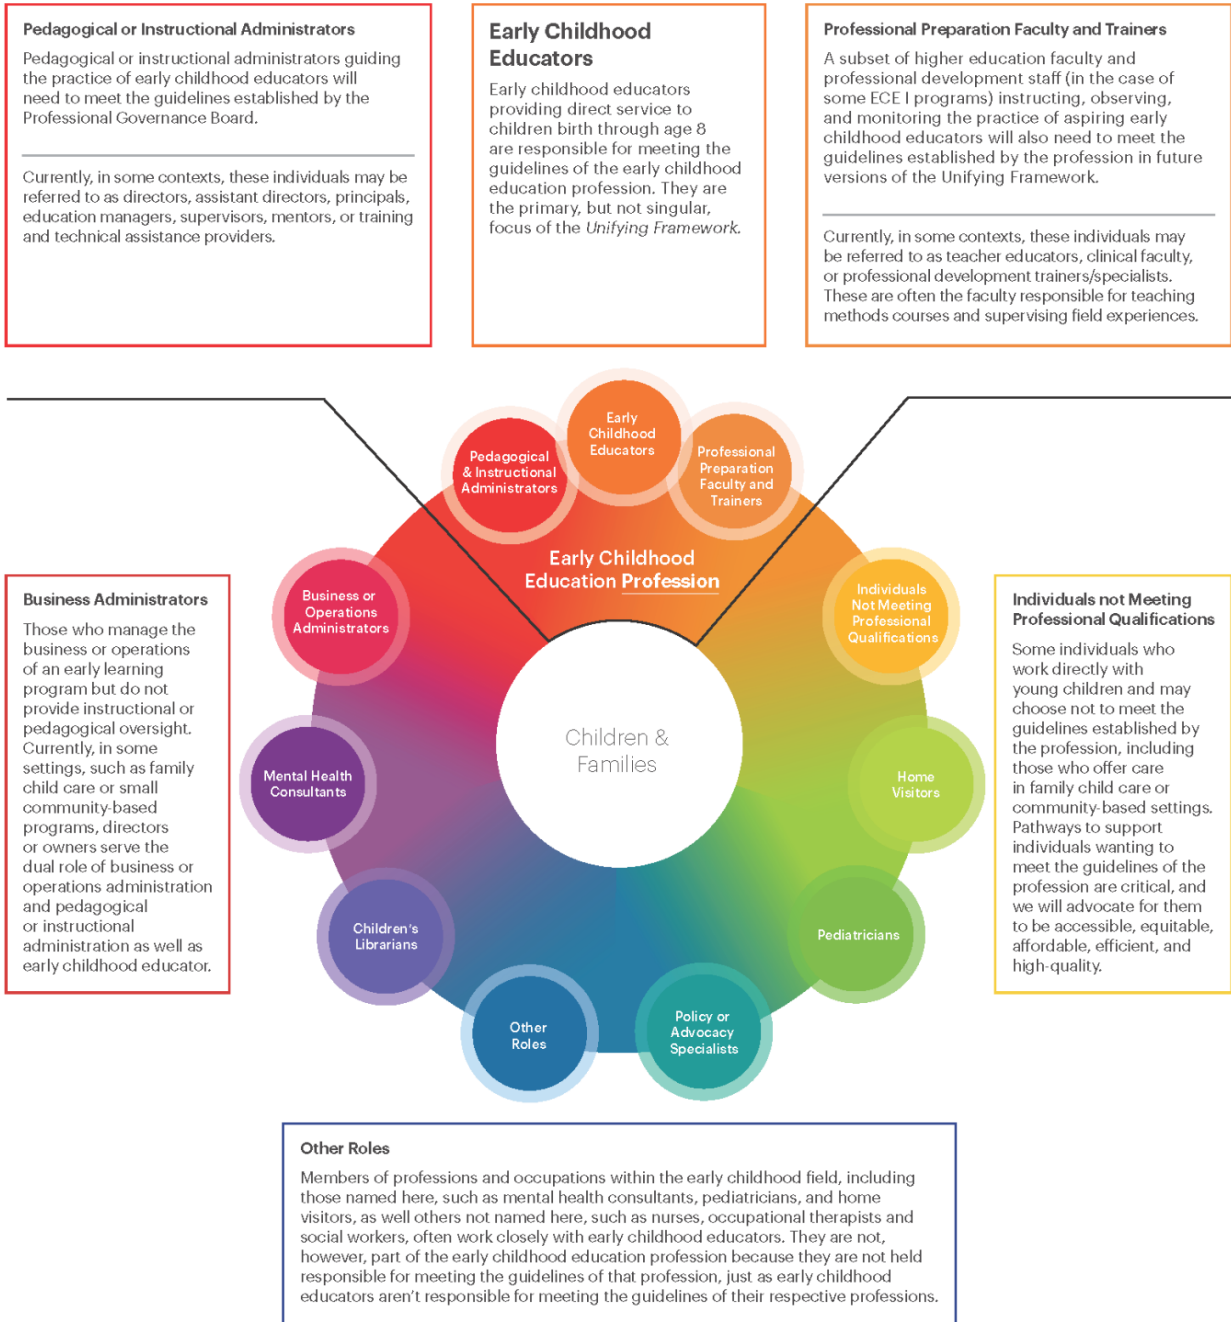 Pedagogical or Instructional Administrators
Pedagogical or instructional administrators guiding
the practice of early childhood educators will
need to meet the guidelines established by the
Professional Governance Board.
Currently, in some contexts, these individuals may be
referred to as directors, assistant directors, principals,
education managers, supervisors, mentors, or training
and technical assistance providers.
Early Childhood
Educators
Early childhood educators
providing direct service to
children birth through age 8
are responsible for meeting the
guidelines of the early childhood
education profession. They are
the primary, but not singular,
focus of the Unifying Framework.
Professional Preparation Faculty and Trainers
A subset of higher education faculty and
professional development staff (in the case of
some ECE I programs) instructing, observing,
and monitoring the practice of aspiring early
childhood educators will also need to meet the
guidelines established by the profession in future
versions of the Unifying Framework.
Currently, in some contexts, these individuals may
be referred to as teacher educators, clinical faculty,
or professional development trainers/specialists.
These are often the faculty responsible for teaching
methods courses and supervising field experiences.
Pedagogical
& Instructional
Administrators
Early
Childhood
Educators
Professional
Preparation
Faculty and
Trainers
Early Childhood
Education Profession
Business or
Operations
Administrators
Individuals
Not Meeting
Professional
Qualifications
Children &
Families
Mental Health
Consultants
Home
Visitors
Children's
Librarians
Pediatricians
Other
Roles
Policy or
Advocacy
Specialists
Business Administrators
Those who manage the
business or operations
of an early learning
program but do not
provide instructional or
pedagogical oversight.
Currently, in some
settings, such as family
child care or small
community-based
programs, directors
or owners serve the
dual role of business or
operations administration
and pedagogical
or instructional
administration as well as
early childhood educator.
Individuals not Meeting
Professional Qualifications
Some individuals who
work directly with
young children and may
choose not to meet the
guidelines established by
the profession, including
those who offer care
in family child care or
community-based settings.
Pathways to support
individuals wanting to
meet the guidelines of the
profession are critical, and
we will advocate for them
to be accessible, equitable,
affordable, efficient, and
high-quality.
Other Roles
Members of professions and occupations within the early childhood field, including
those named here, such as mental health consultants, pediatricians, and home
visitors, as well others not named here, such as nurses, occupational therapists and
social workers, often work closely with early childhood educators. They are not,
however, part of the early childhood education profession because they are not held
responsible for meeting the guidelines of that profession, just as early childhood
educators aren't responsible for meeting the guidelines of their respective professions.